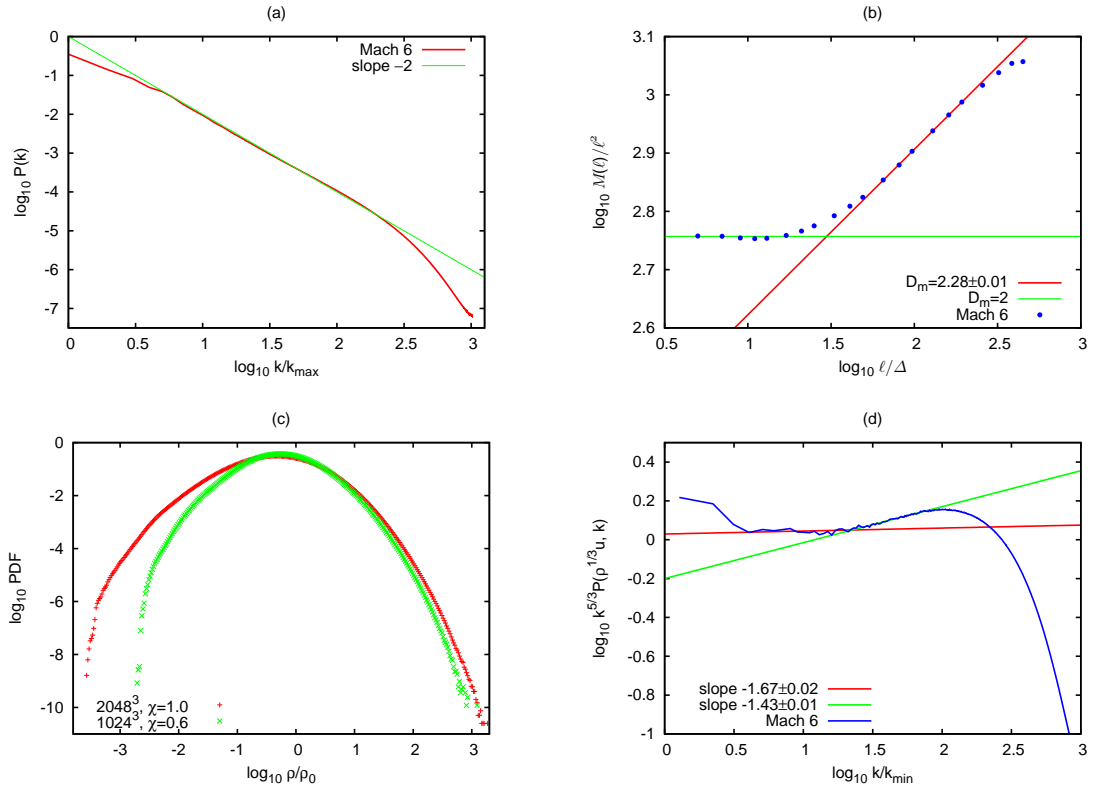 (a)
0
-1
-2
-3
-4
-5
-6
-7
0
0.5
1
1.5
2
2.5
3
log10 P(k)
log10 k/kmax
Mach 6
slope −2
(b)
3.1
3
2.9
2.8
2.7
2.6
0.5
1
1.5
2
2.5
3
log10 M(ℓ)/ℓ²
log10 ℓ/Δ
Dm=2.28±0.01
Dm=2
Mach 6
(c)
0
-2
-4
-6
-8
-10
-3
-2
-1
0
1
2
3
log10 PDF
log10 ρ/ρ0
2048³, χ=1.0
1024³, χ=0.6
(d)
0.4
0.2
0
-0.2
-0.4
-0.6
-0.8
-1
0
0.5
1
1.5
2
2.5
3
log10 k^5/3P(ρ^1/3u, k)
log10 k/kmin
slope -1.67±0.02
slope -1.43±0.01
Mach 6